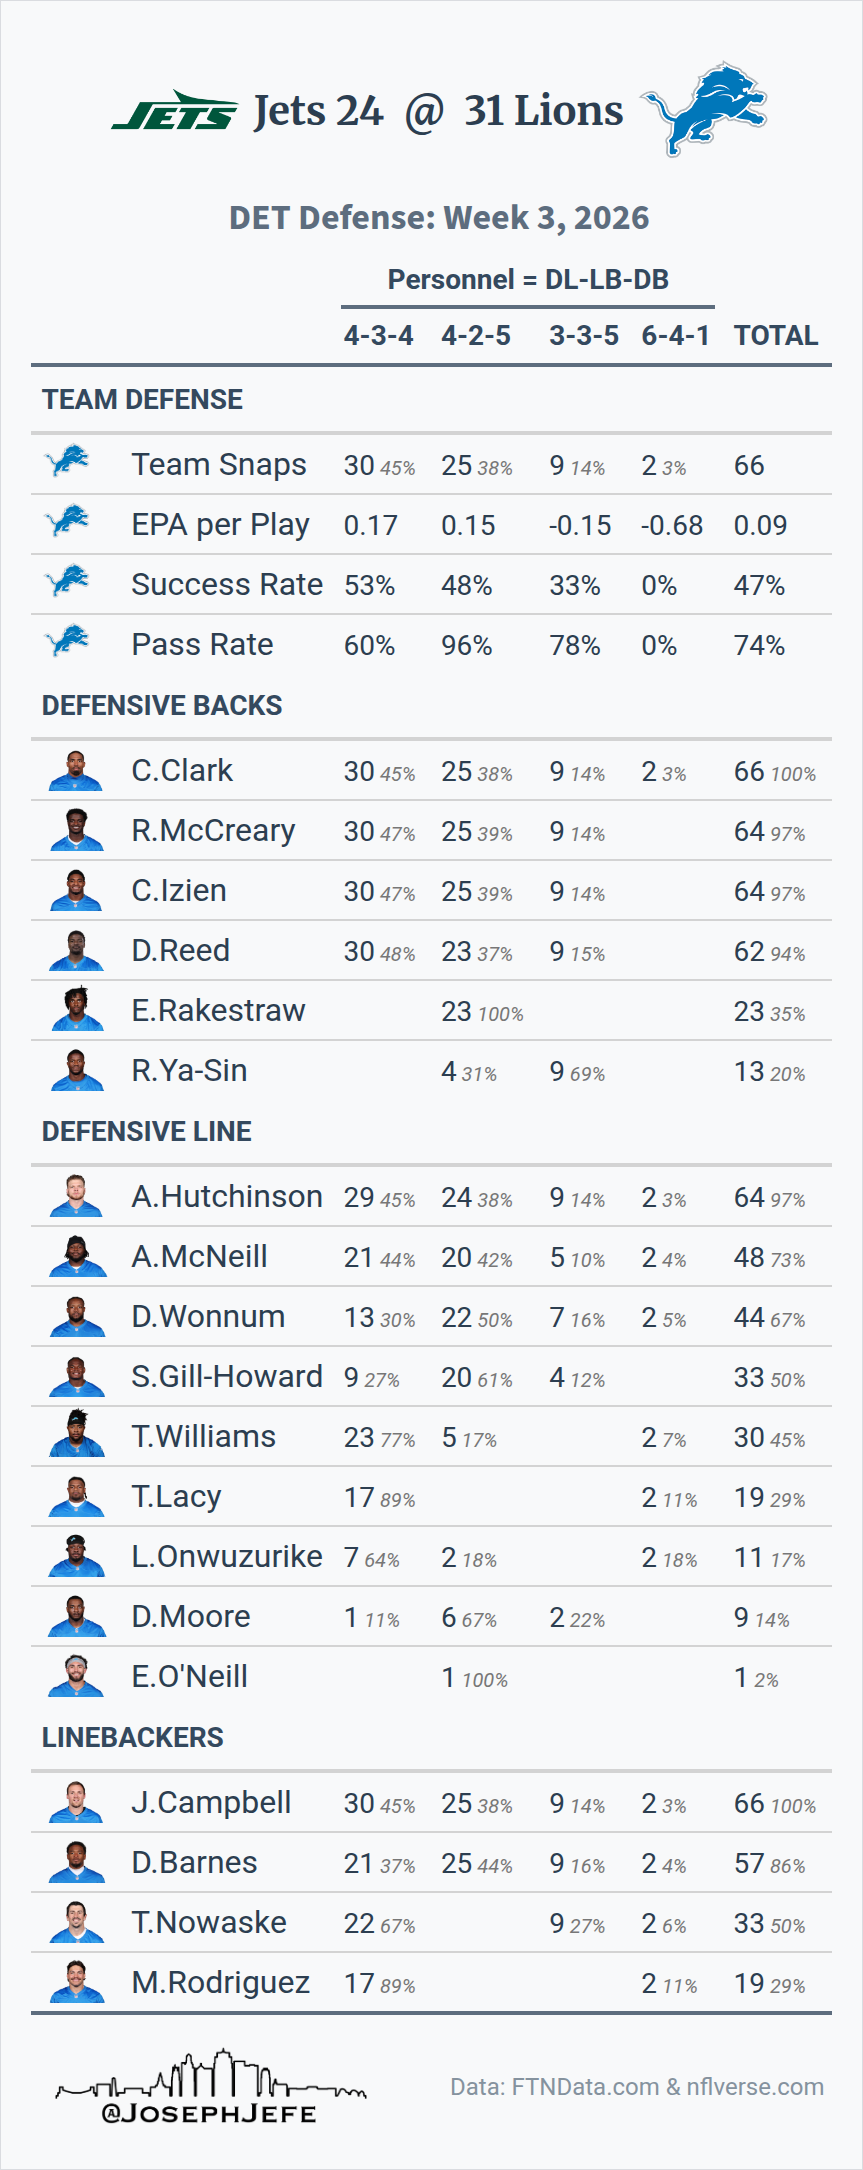 JETS Jets 24 @ 31 Lions
DET Defense: Week 3, 2026
Personnel = DL-LB-DB
4-3-4 4-2-5 3-3-5 6-4-1 TOTAL
TEAM DEFENSE
Team Snaps 30 45% 25 38% 9 14% 2 3% 66
EPA per Play 0.17 0.15 -0.15 -0.68 0.09
Success Rate 53% 48% 33% 0% 47%
Pass Rate 60% 96% 78% 0% 74%
DEFENSIVE BACKS
C.Clark 30 45% 25 38% 9 14% 2 3% 66 100%
R.McCreary 30 47% 25 39% 9 14% 64 97%
C.Izien 30 47% 25 39% 9 14% 64 97%
D.Reed 30 48% 23 37% 9 15% 62 94%
E.Rakestraw 23 100% 23 35%
R.Ya-Sin 4 31% 9 69% 13 20%
DEFENSIVE LINE
A.Hutchinson 29 45% 24 38% 9 14% 2 3% 64 97%
A.McNeill 21 44% 20 42% 5 10% 2 4% 48 73%
D.Wonnum 13 30% 22 50% 7 16% 2 5% 44 67%
S.Gill-Howard 9 27% 20 61% 4 12% 33 50%
T.Williams 23 77% 5 17% 2 7% 30 45%
T.Lacy 17 89% 2 11% 19 29%
L.Onwuzurike 7 64% 2 18% 2 18% 11 17%
D.Moore 1 11% 6 67% 2 22% 9 14%
E.O'Neill 1 100% 1 2%
LINEBACKERS
J.Campbell 30 45% 25 38% 9 14% 2 3% 66 100%
D.Barnes 21 37% 25 44% 9 16% 2 4% 57 86%
T.Nowaske 22 67% 9 27% 2 6% 33 50%
M.Rodriguez 17 89% 2 11% 19 29%
@JOSEPHJEFE
Data: FTNData.com & nflverse.com